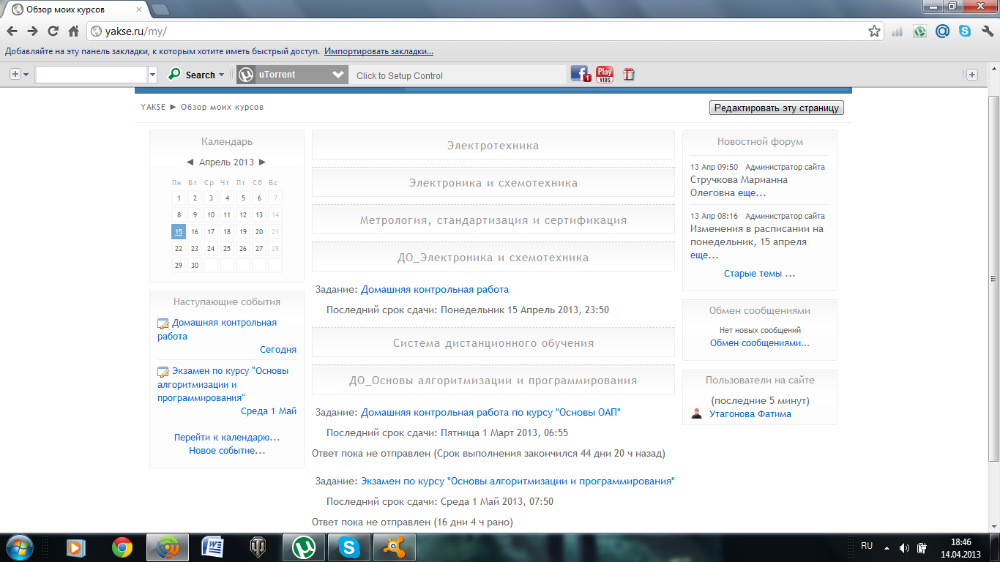 Обзор моих курсов
yakse.ru/my/
Добавляйте на эту панель закладки, к которым хотите иметь быстрый доступ. Импортировать закладки...
Search
uTorrent
Click to Setup Control
1
Play
VIDS
YAKSE ► Обзор моих курсов
Редактировать эту страницу
Календарь
◄ Апрель 2013 ►
Пн Вт Ср Чт Пт Сб Вс
1 2 3 4 5 6 7
8 9 10 11 12 13 14
15 16 17 18 19 20 21
22 23 24 25 26 27 28
29 30
Наступающие события
Домашняя контрольная
работа
Сегодня
Экзамен по курсу "Основы
алгоритмизации и
программирования"
Среда 1 Май
Перейти к календарю...
Новое событие...
Электротехника
Электроника и схемотехника
Метрология, стандартизация и сертификация
ДО_Электроника и схемотехника
Задание: Домашняя контрольная работа
Последний срок сдачи: Понедельник 15 Апрель 2013, 23:50
Система дистанционного обучения
ДО_Основы алгоритмизации и программирования
Задание: Домашняя контрольная работа по курсу "Основы ОАП"
Последний срок сдачи: Пятница 1 Март 2013, 06:55
Ответ пока не отправлен (Срок выполнения закончился 44 дни 20 ч назад)
Задание: Экзамен по курсу "Основы алгоритмизации и программирования"
Последний срок сдачи: Среда 1 Май 2013, 07:50
Ответ пока не отправлен (16 дни 4 ч рано)
Новостной форум
13 Апр 09:50 Администратор сайта
Стручкова Марианна
Олеговна еще...
13 Апр 08:16 Администратор сайта
Изменения в расписании на
понедельник, 15 апреля
еще...
Старые темы ...
Обмен сообщениями
Нет новых сообщений
Обмен сообщениями...
Пользователи на сайте
(последние 5 минут)
Утагонова Фатима
RU
18:46
14.04.2013